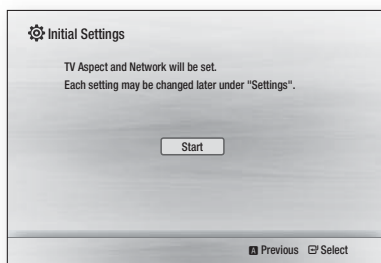 Initial Settings
TV Aspect and Network will be set.
Each setting may be changed later under "Settings".
Start
A Previous Select